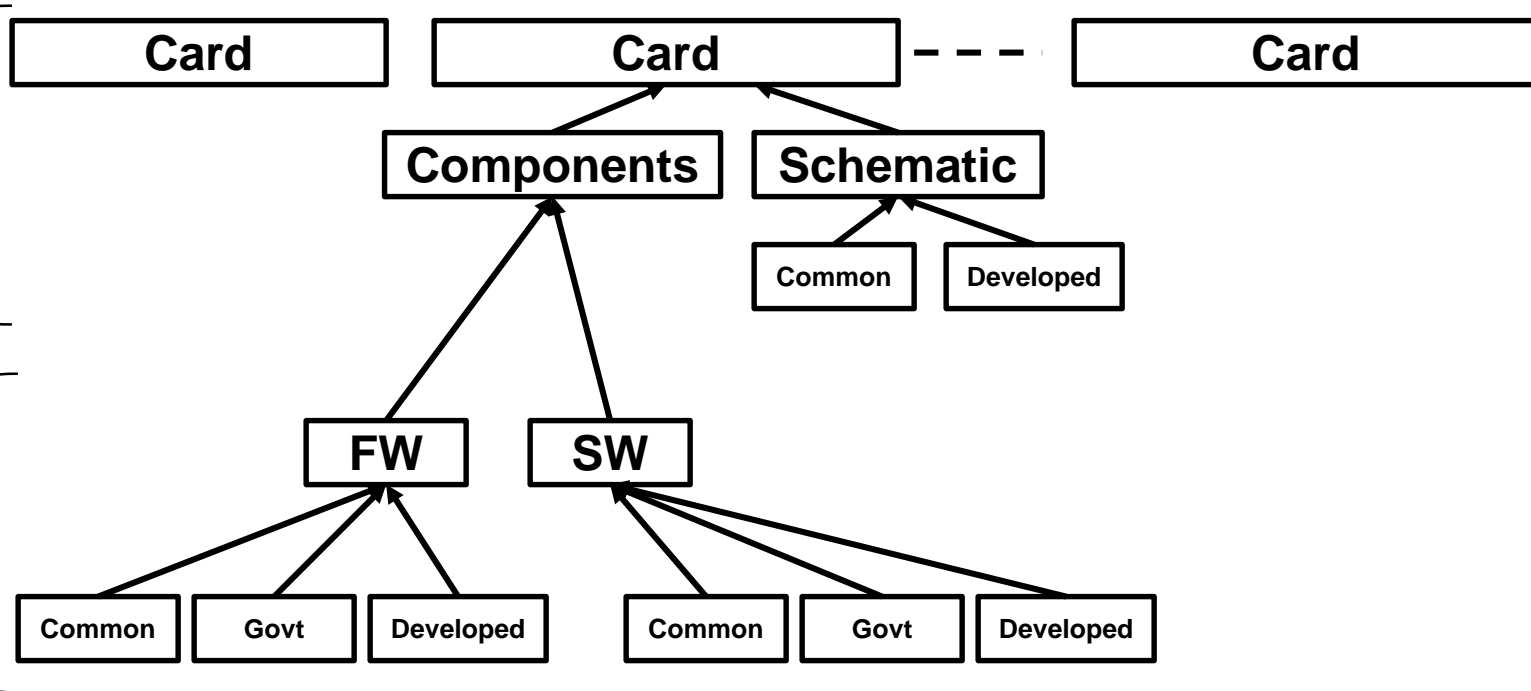 Card
Card
Card
Components
Schematic
Common
Developed
FW
SW
Common
Govt
Developed
Common
Govt
Developed